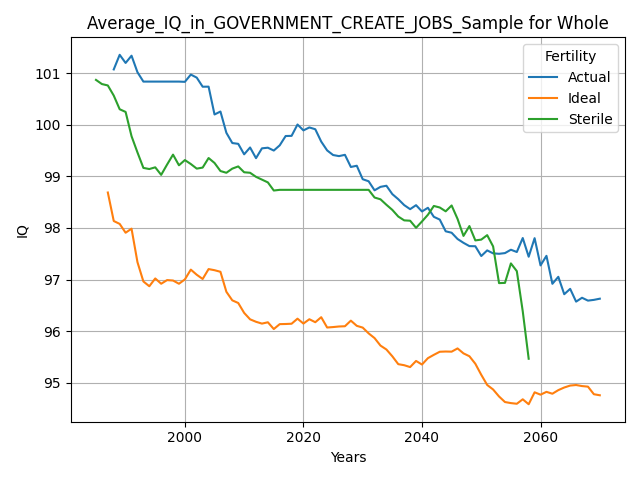 Average_IQ_in_GOVERNMENT_CREATE_JOBS_Sample for Whole
Fertility
Actual
Ideal
Sterile
101
100
99
98
97
96
95
IQ
2000
2020
2040
2060
Years